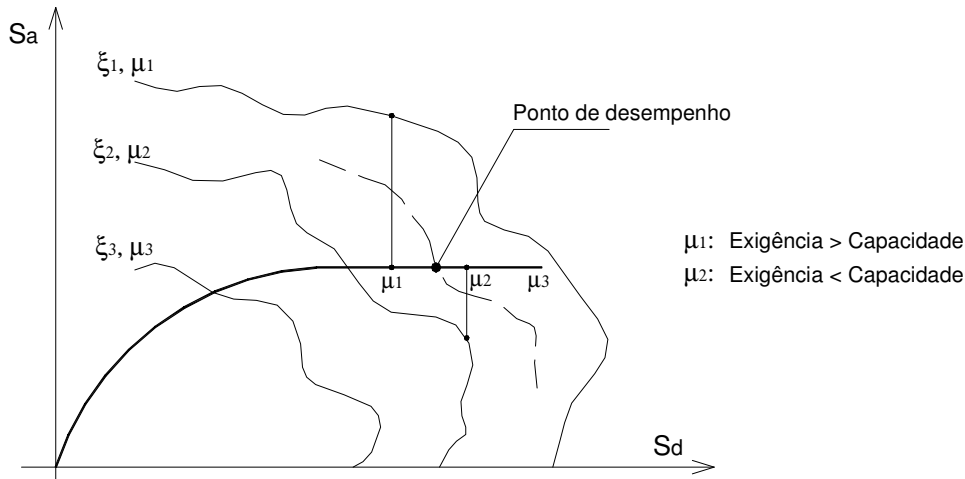 Sa
ξ1, μ1
Ponto de desempenho
ξ2, μ2
ξ3, μ3
μ1: Exigência > Capacidade
μ2: Exigência < Capacidade
μ1
μ2
μ3
Sd